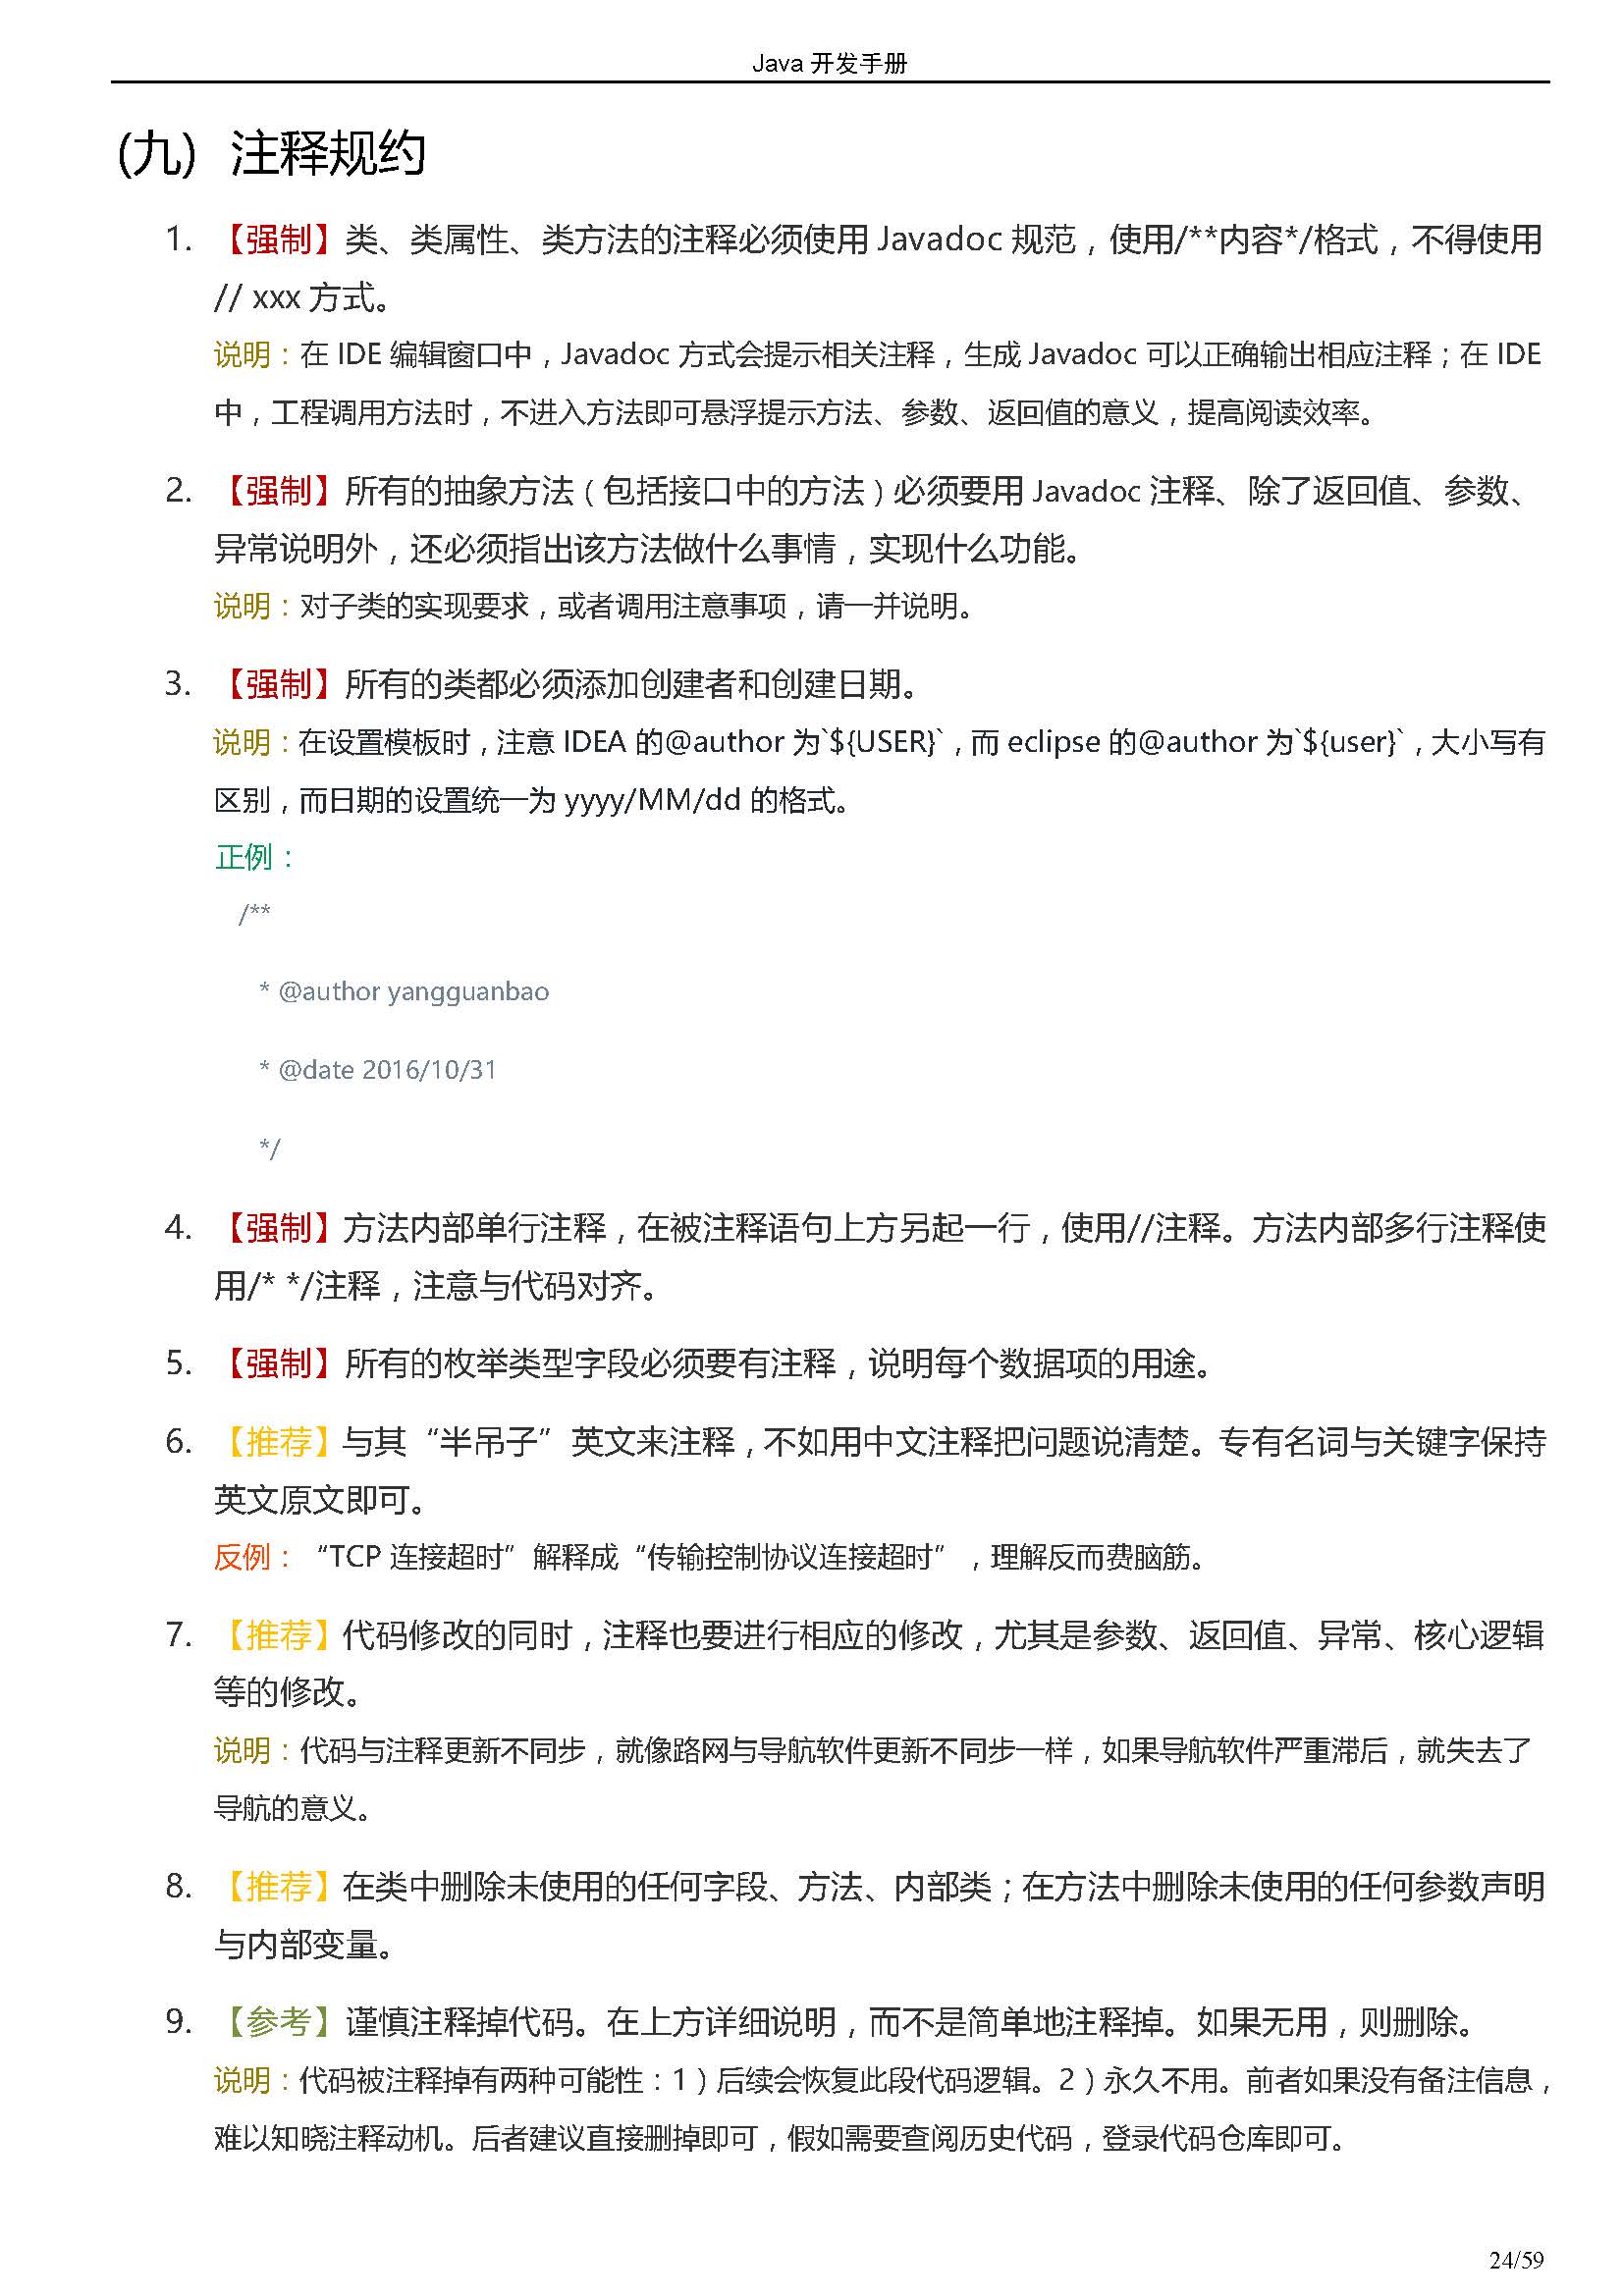 Java 开发手册
(九) 注释规约
1. 【强制】类、类属性、类方法的注释必须使用 Javadoc 规范，使用/**内容*/格式，不得使用
// xxx 方式。
说明：在 IDE 编辑窗口中，Javadoc 方式会提示相关注释，生成 Javadoc 可以正确输出相应注释；在 IDE
中，工程调用方法时，不进入方法即可悬浮提示方法、参数、返回值的意义，提高阅读效率。
2. 【强制】所有的抽象方法（包括接口中的方法）必须要用 Javadoc 注释、除了返回值、参数、
异常说明外，还必须指出该方法做什么事情，实现什么功能。
说明：对子类的实现要求，或者调用注意事项，请一并说明。
3. 【强制】所有的类都必须添加创建者和创建日期。
说明：在设置模板时，注意 IDEA 的@author 为`${USER}`，而 eclipse 的@author 为`${user}`，大小写有
区别，而日期的设置统一为 yyyy/MM/dd 的格式。
正例：
/**
* @author yangguanbao
* @date 2016/10/31
*/
4. 【强制】方法内部单行注释，在被注释语句上方另起一行，使用//注释。方法内部多行注释使
用/* */注释，注意与代码对齐。
5. 【强制】所有的枚举类型字段必须要有注释，说明每个数据项的用途。
6. 【推荐】与其“半吊子”英文来注释，不如用中文注释把问题说清楚。专有名词与关键字保持
英文原文即可。
反例：“TCP 连接超时”解释成“传输控制协议连接超时”，理解反而费脑筋。
7. 【推荐】代码修改的同时，注释也要进行相应的修改，尤其是参数、返回值、异常、核心逻辑
等的修改。
说明：代码与注释更新不同步，就像路网与导航软件更新不同步一样，如果导航软件严重滞后，就失去了
导航的意义。
8. 【推荐】在类中删除未使用的任何字段、方法、内部类；在方法中删除未使用的任何参数声明
与内部变量。
9. 【参考】谨慎注释掉代码。在上方详细说明，而不是简单地注释掉。如果无用，则删除。
说明：代码被注释掉有两种可能性：1）后续会恢复此段代码逻辑。2）永久不用。前者如果没有备注信息，
难以知晓注释动机。后者建议直接删掉即可，假如需要查阅历史代码，登录代码仓库即可。
24/59